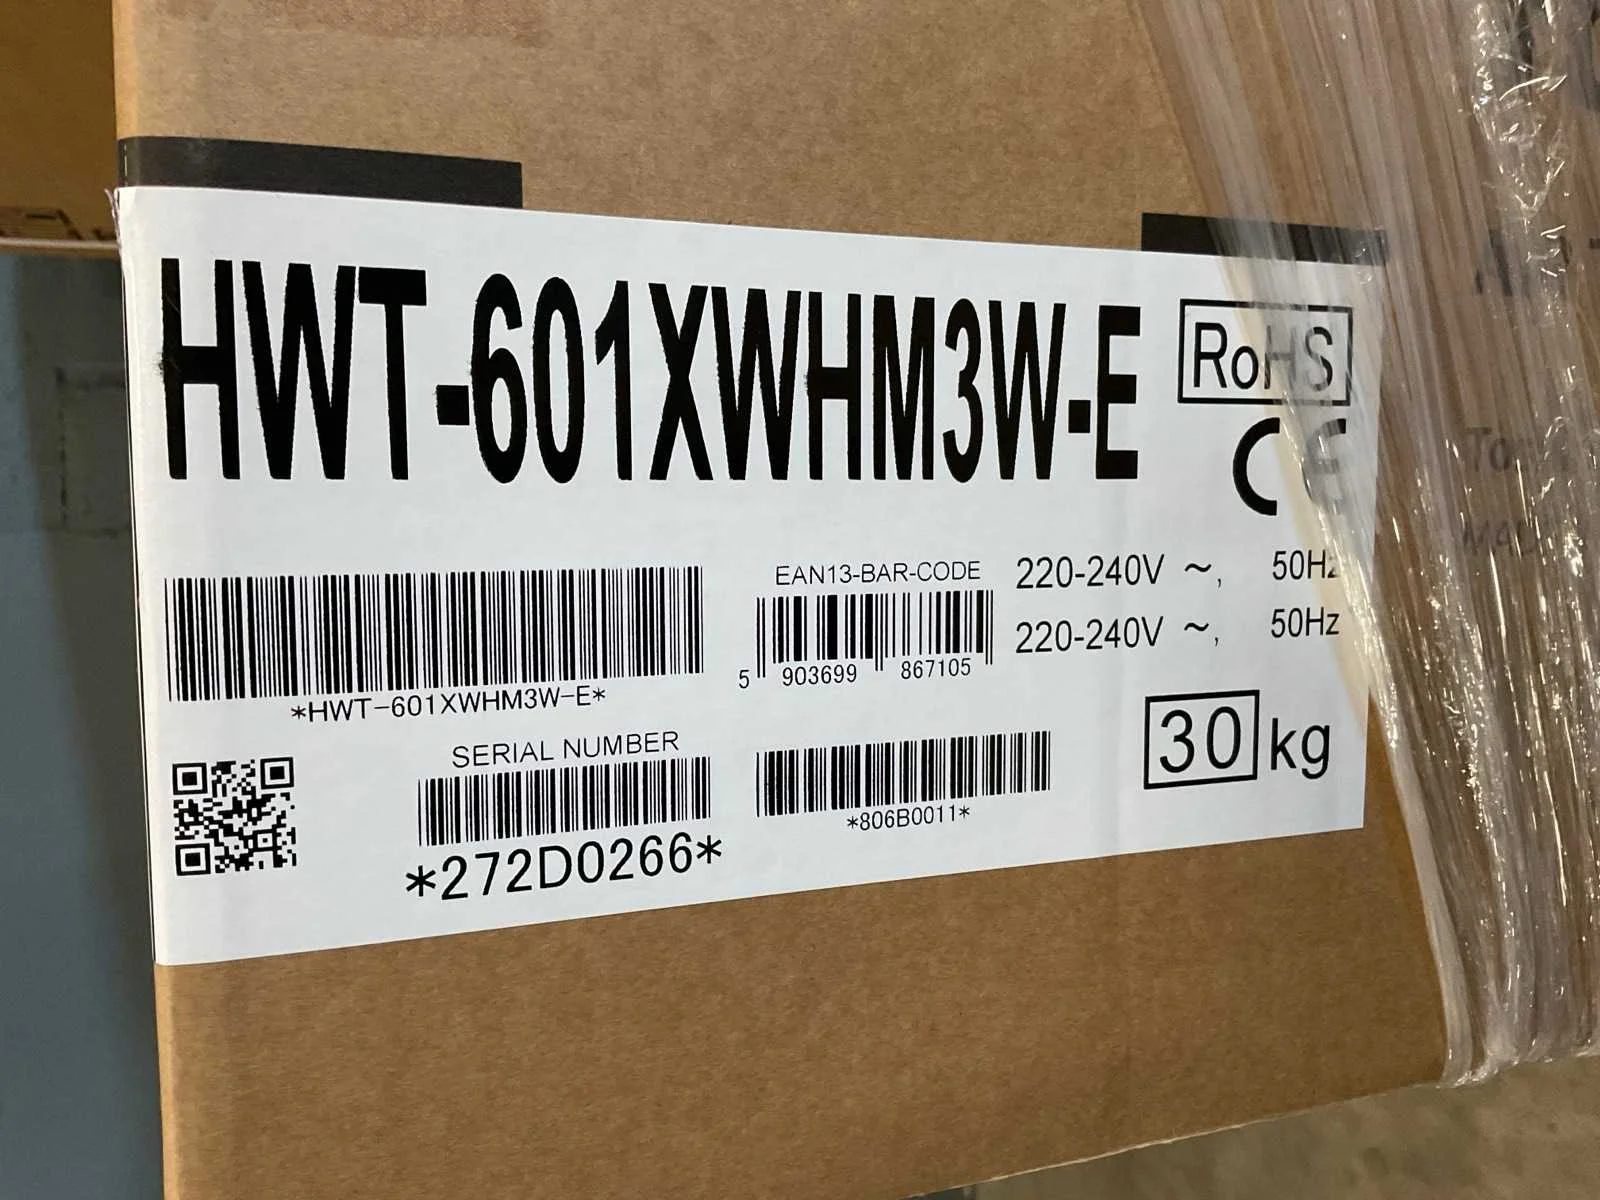 HWT-601XWHM3W-E
RoHS
CE
EAN13-BAR-CODE
220-240V ~, 50Hz
220-240V ~, 50Hz
5 903699 867105
*HWT-601XWHM3W-E*
SERIAL NUMBER
30 kg
*806B0011*
*272D0266*